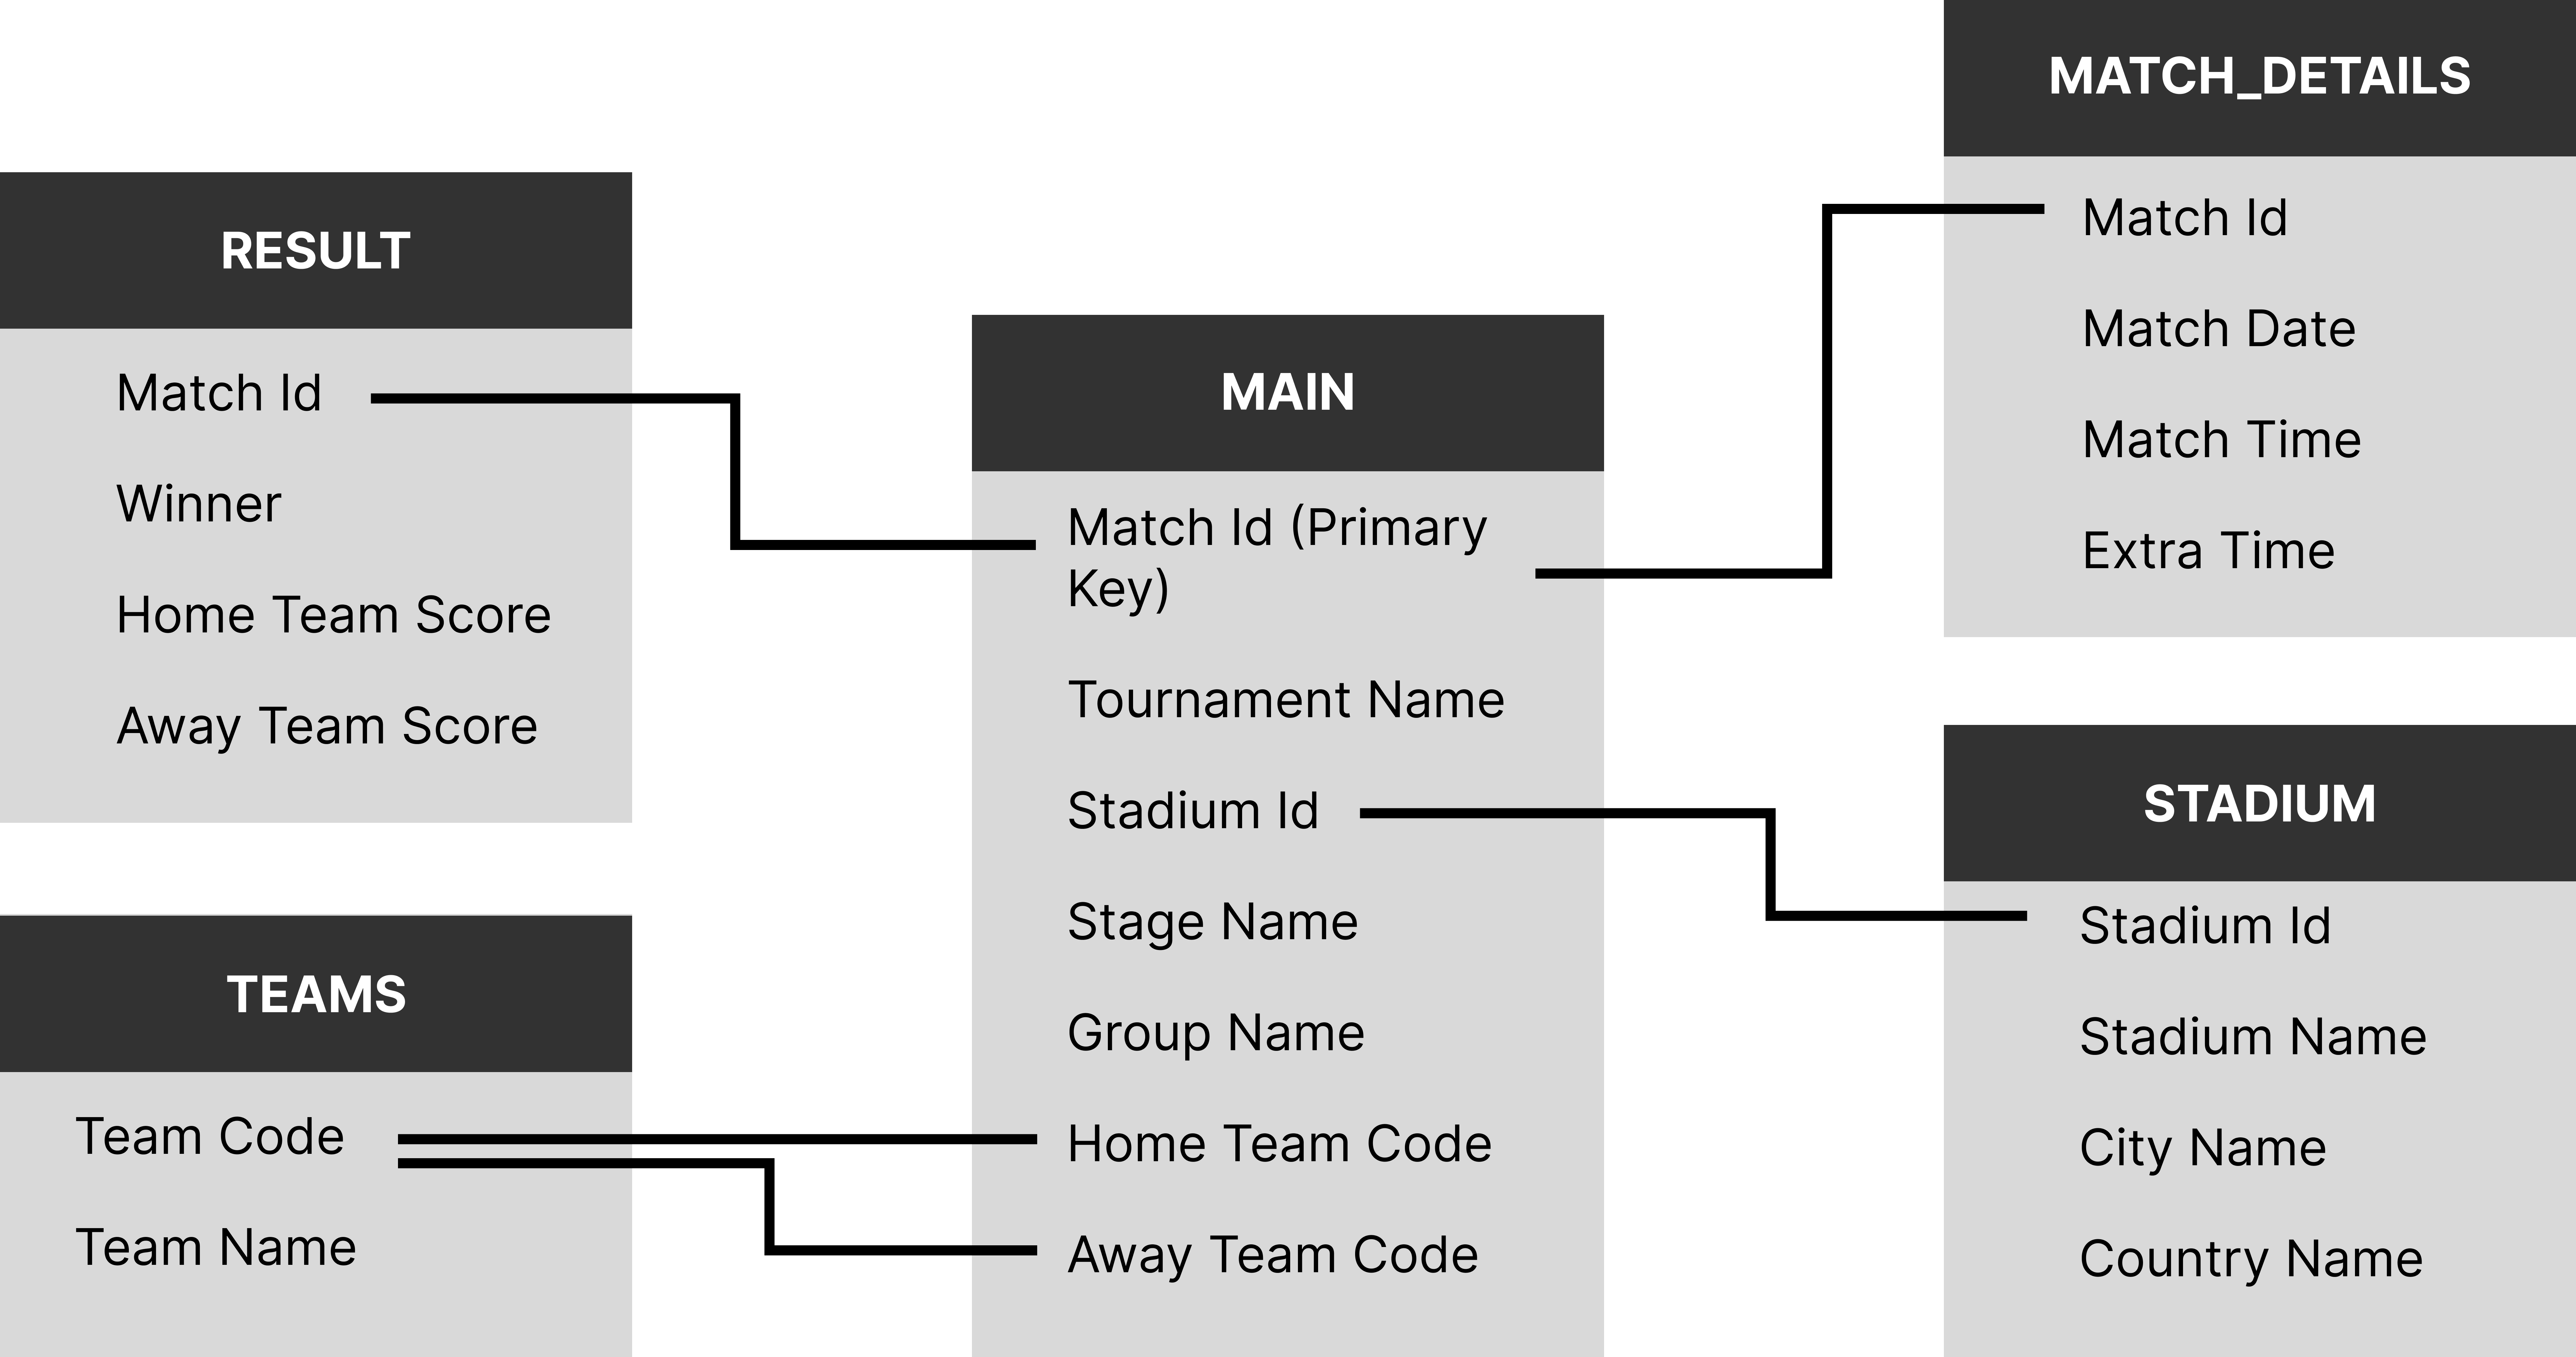 RESULT
Match Id
Winner
Home Team Score
Away Team Score
TEAMS
Team Code
Team Name
MAIN
Match Id (Primary
Key)
Tournament Name
Stadium Id
Stage Name
Group Name
Home Team Code
Away Team Code
MATCH_DETAILS
Match Id
Match Date
Match Time
Extra Time
STADIUM
Stadium Id
Stadium Name
City Name
Country Name